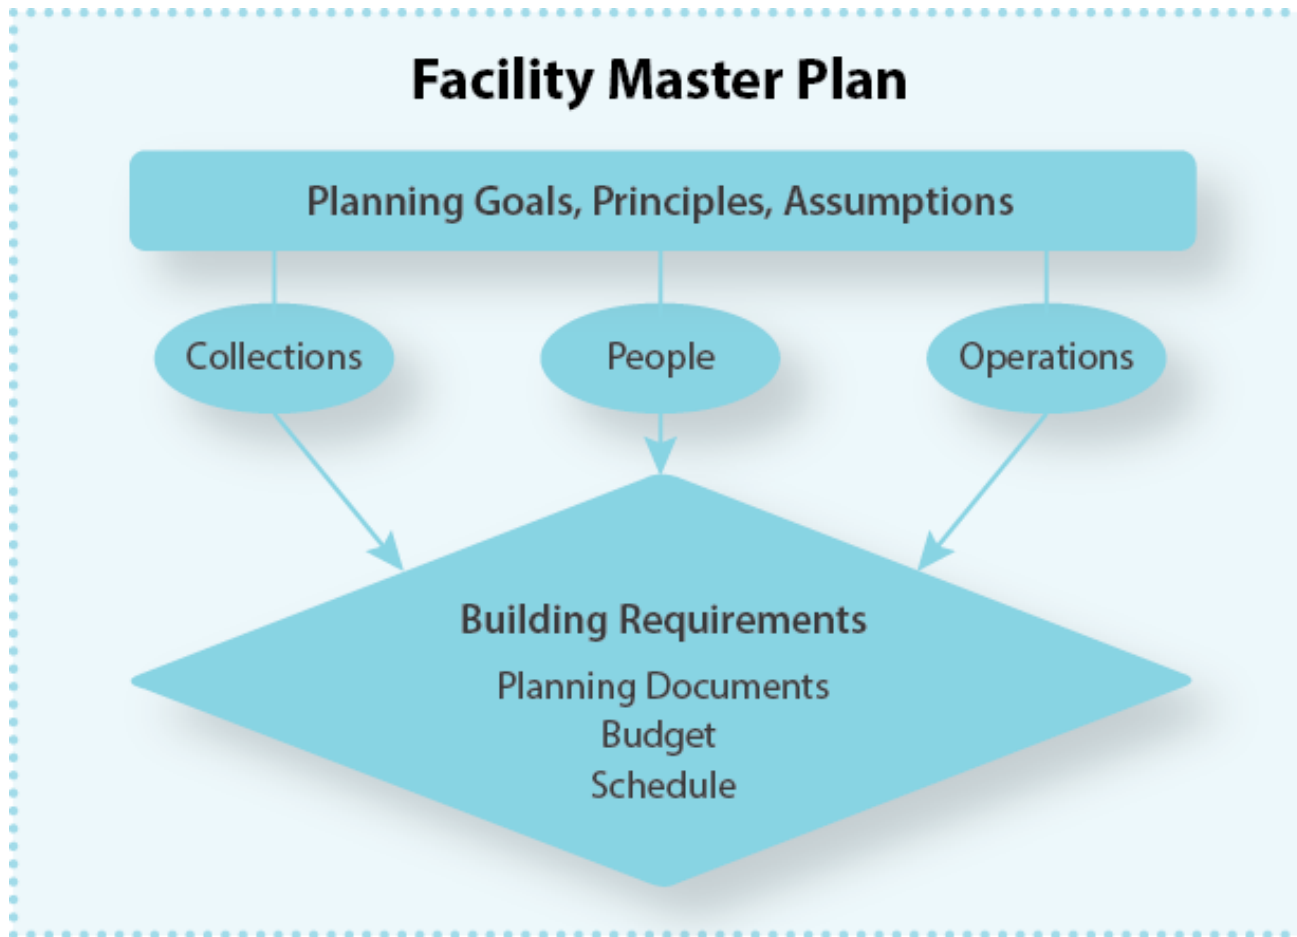 Facility Master Plan
Planning Goals, Principles, Assumptions
Collections
People
Operations
Building Requirements
Planning Documents
Budget
Schedule